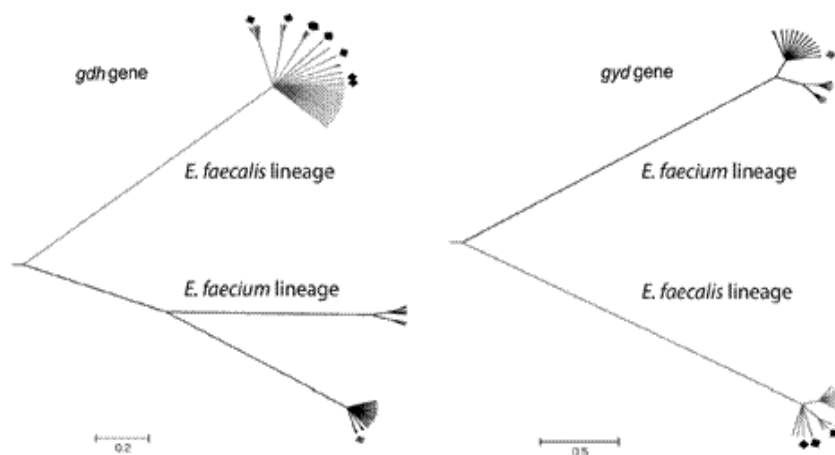 gdh gene
E. faecalis lineage
E. faecium lineage
0.2
gyd gene
E. faecium lineage
E. faecalis lineage
0.5